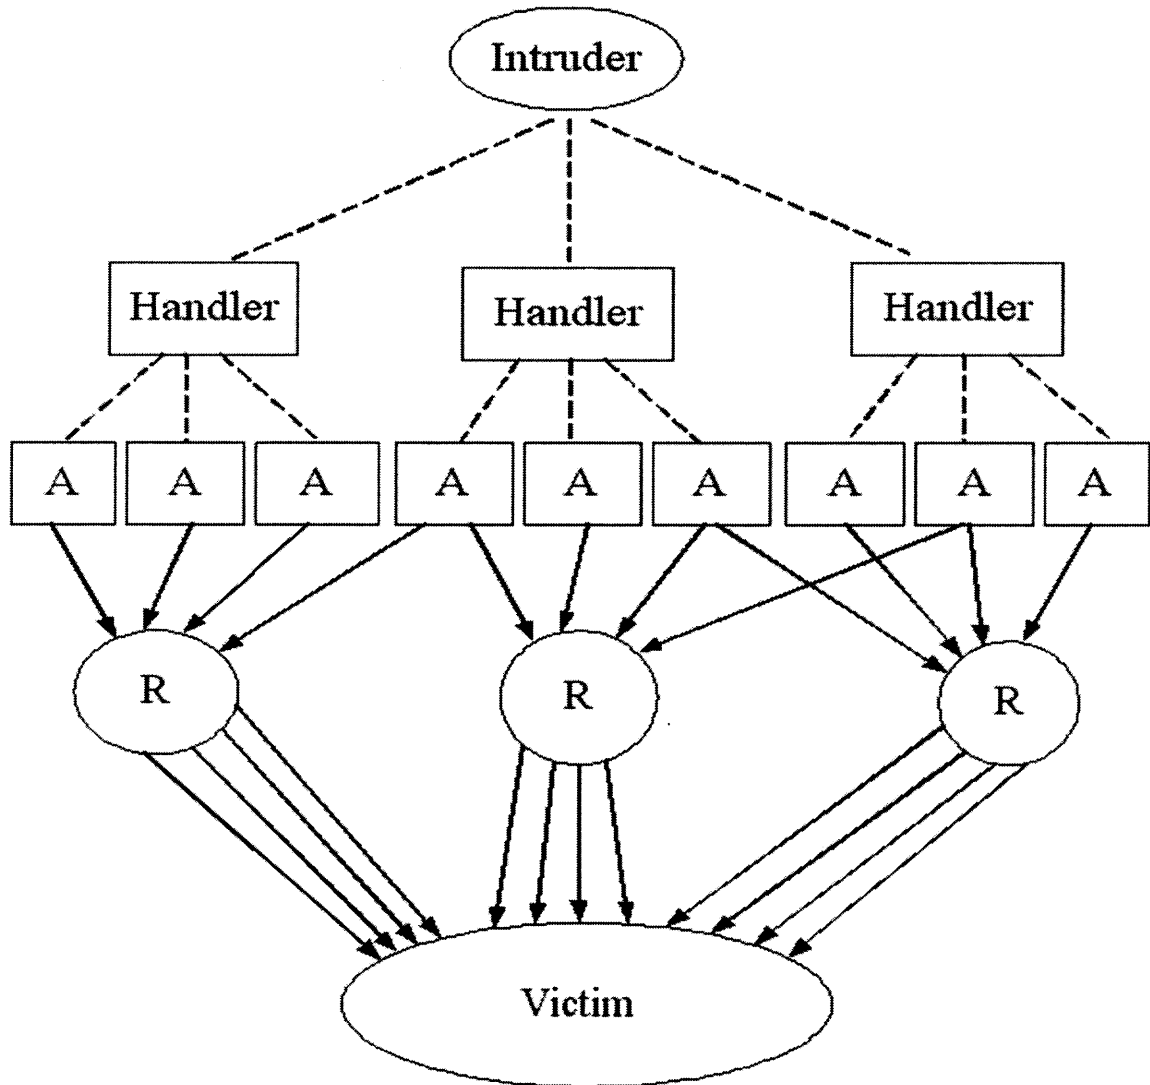 Intruder
Handler Handler Handler
A A A A A A A A A
R R R
Victim